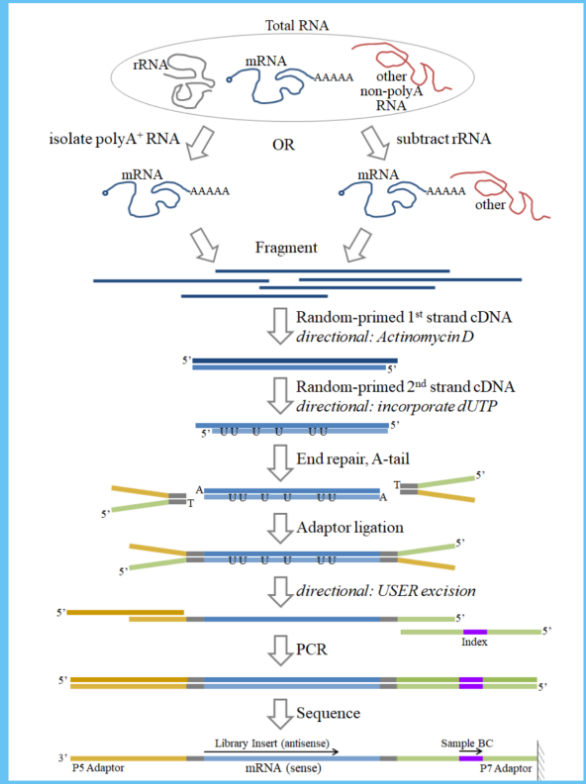 Total RNA
rRNA
mRNA
AAAAA
other
non-polyA
RNA
isolate polyA⁺ RNA
OR
subtract rRNA
mRNA
AAAAA
mRNA
AAAAA
other
Fragment
Random-primed 1st strand cDNA
directional: Actinomycin D
5’
5’
Random-primed 2nd strand cDNA
directional: incorporate dUTP
5’
5’ UU U U UU
End repair, A-tail
5’
T
A
UU U U UU
A
T
5’
Adaptor ligation
5’
UU U U UU
5’
directional: USER excision
5’
5’
5’
Index
PCR
5’
5’
Sequence
Library Insert (antisense)
Sample BC
3’
P5 Adaptor
mRNA (sense)
P7 Adaptor